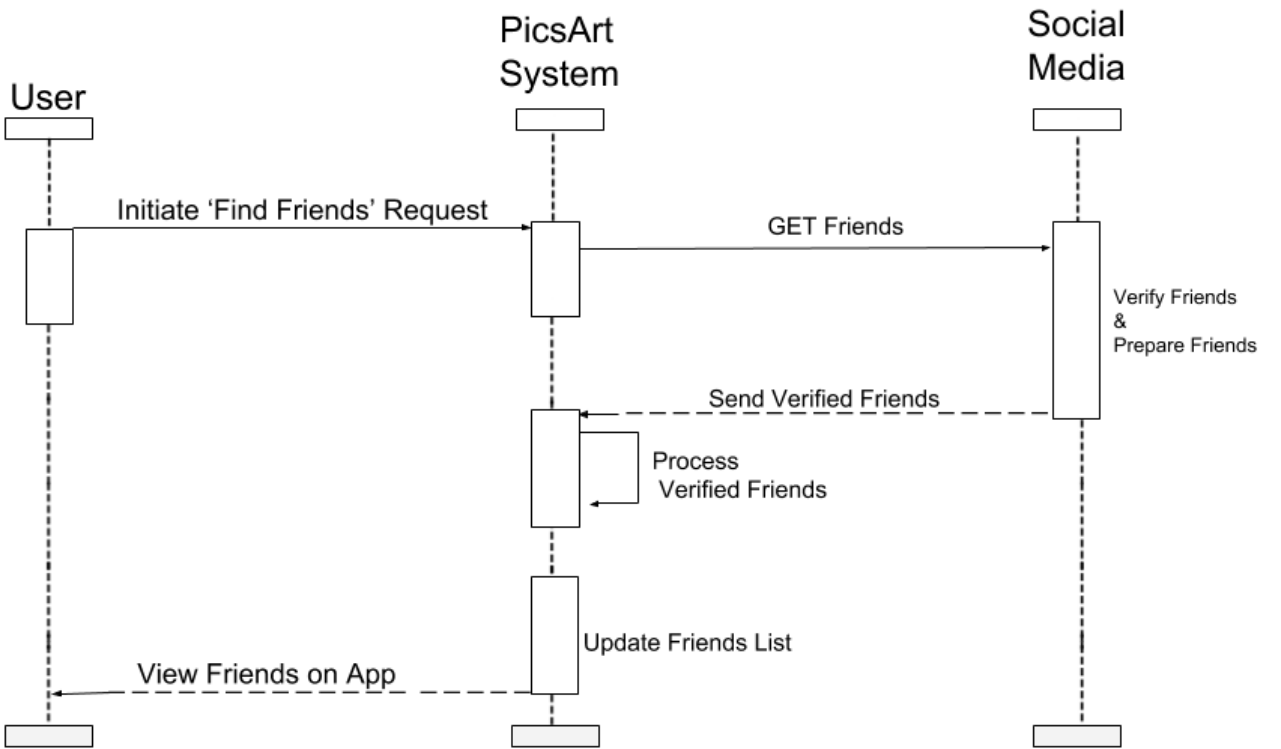 User
PicsArt
System
Social
Media
Initiate ‘Find Friends’ Request
GET Friends
Verify Friends
&
Prepare Friends
Send Verified Friends
Process
Verified Friends
Update Friends List
View Friends on App